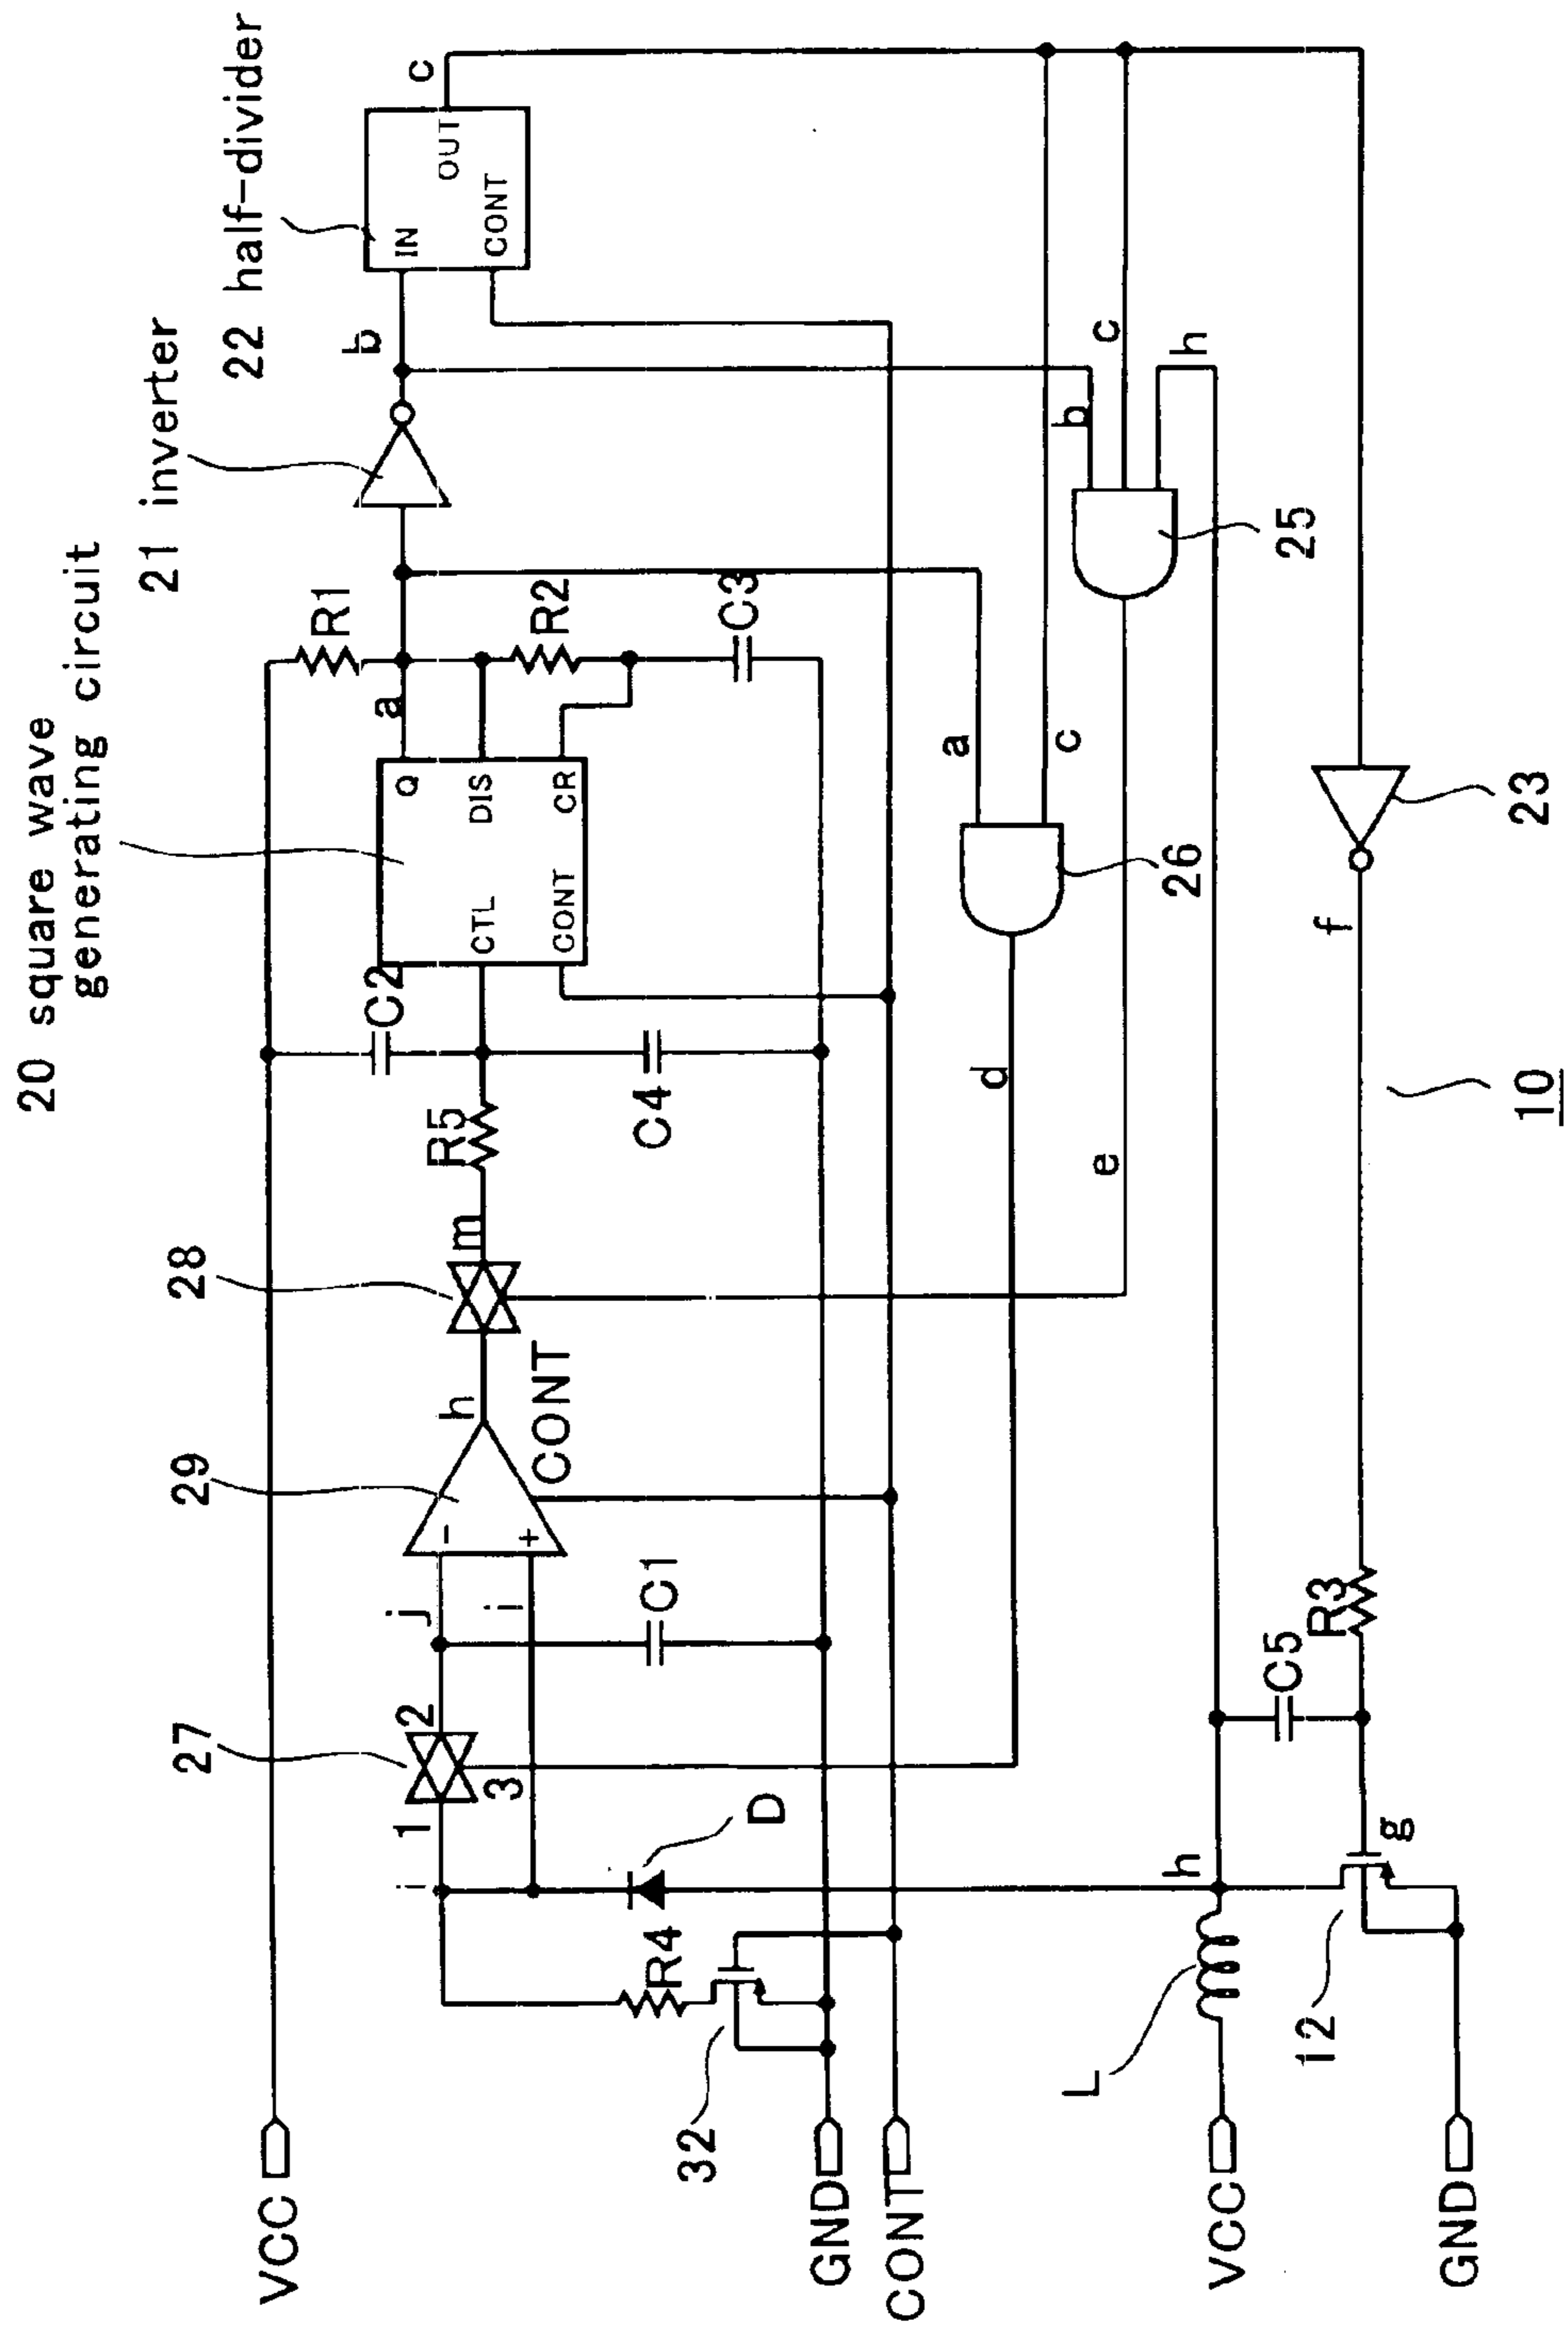 20 square wave
generating circuit
21 inverter
22 half-divider
27
29
28
R1
C2
a
b
c
IN
OUT
CONT
Q
DIS
CR
CTL
CONT
R2
C3
R5
C4
m
h
CONT
-
+
j
i
C1
1
2
3
i
D
R4
32
a
c
26
d
b
c
h
25
e
23
f
10
R3
C5
g
h
L
12
VCC
GND
CONT
VCC
GND